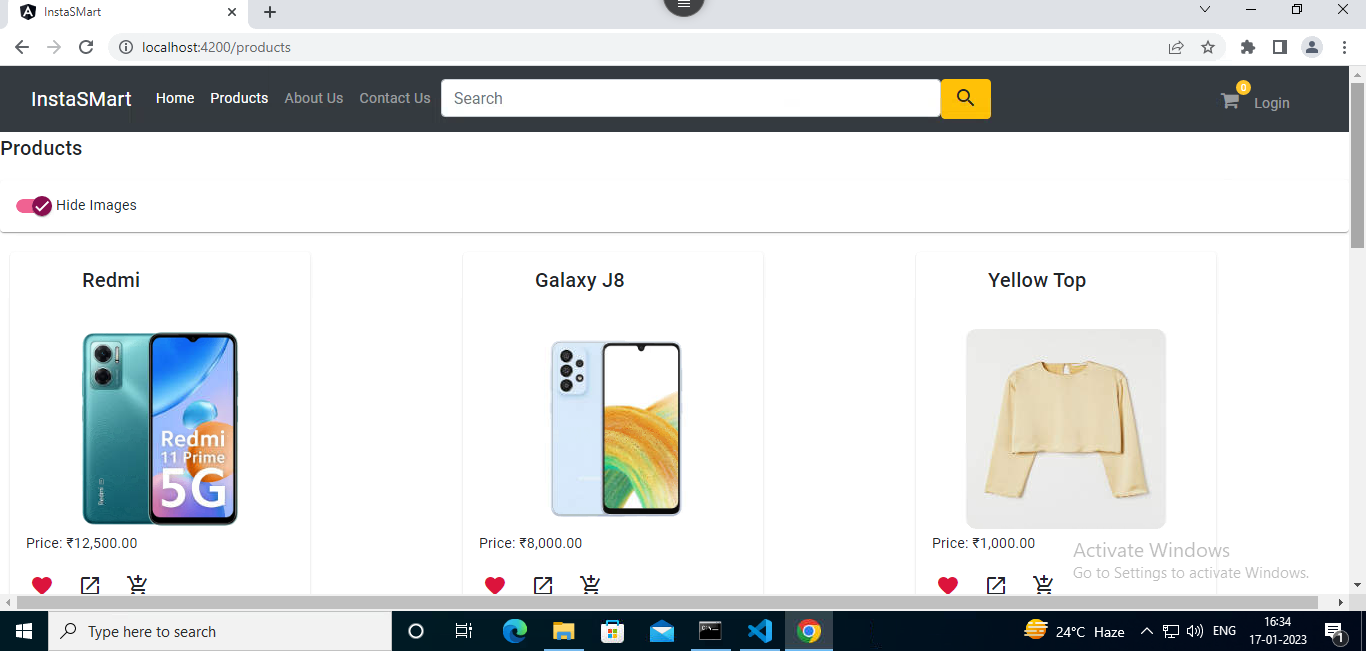 InstaSMart
localhost:4200/products
InstaSMart Home Products About Us Contact Us Search 0 Login
Products
Hide Images
Redmi Galaxy J8 Yellow Top
Redmi
11 Prime
5G
Price: ₹12,500.00 Price: ₹8,000.00 Price: ₹1,000.00
Activate Windows
Go to Settings to activate Windows.
Type here to search 24°C Haze ENG 16:34
17-01-2023 1